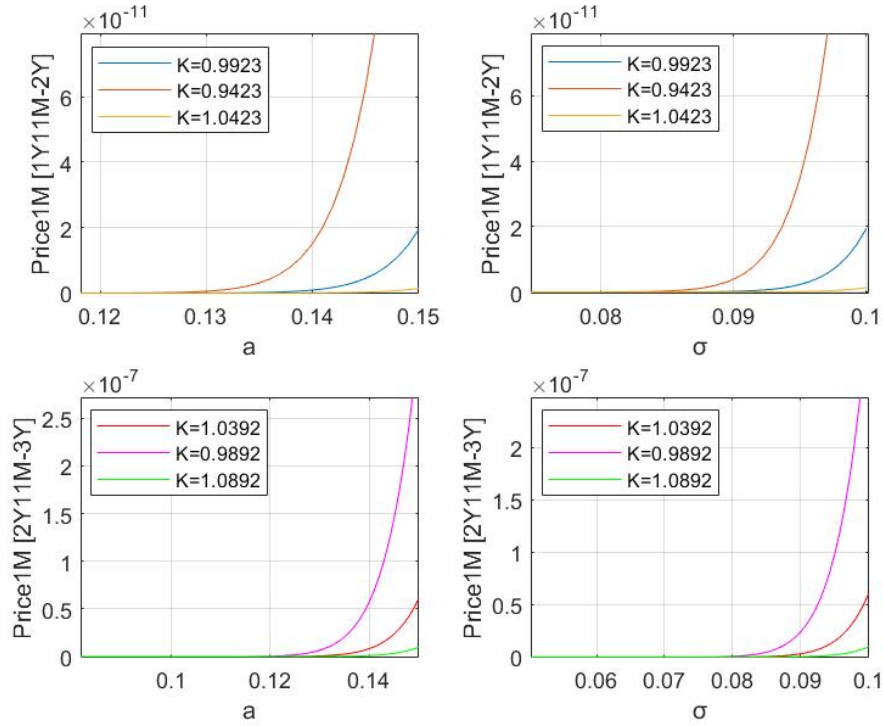 ×10-11
Price1M [1Y11M-2Y]
6
4
2
0
K=0.9923
K=0.9423
K=1.0423
0.12 0.13 0.14 0.15
a
×10-11
Price1M [1Y11M-2Y]
6
4
2
0
K=0.9923
K=0.9423
K=1.0423
0.08 0.09 0.1
σ
×10-7
Price1M [2Y11M-3Y]
2.5
2
1.5
1
0.5
0
K=1.0392
K=0.9892
K=1.0892
0.1 0.12 0.14
a
×10-7
Price1M [2Y11M-3Y]
2
1.5
1
0.5
0
K=1.0392
K=0.9892
K=1.0892
0.06 0.07 0.08 0.09 0.1
σ